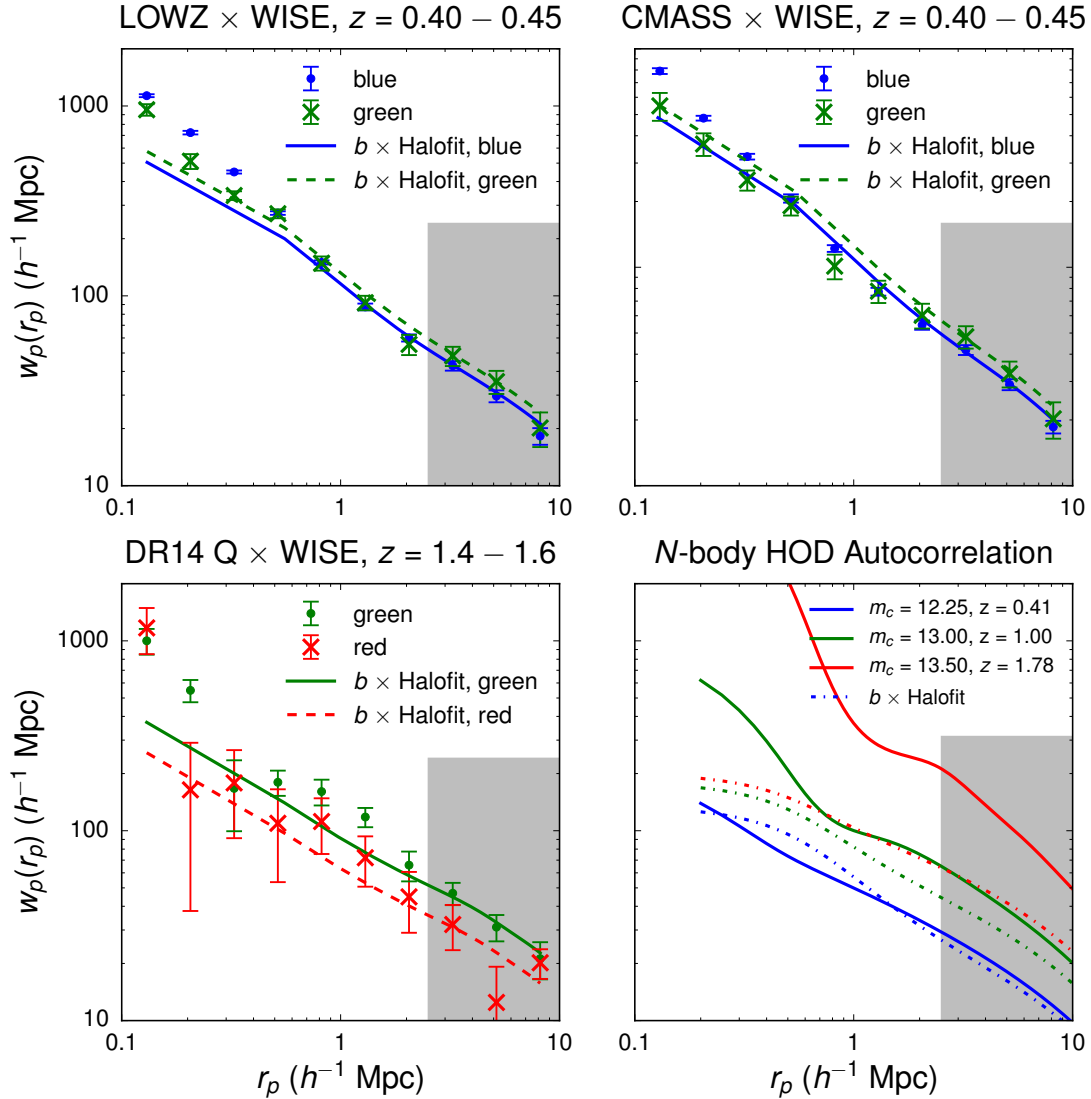 LOWZ × WISE, z = 0.40 − 0.45
blue
green
b × Halofit, blue
b × Halofit, green
1000
100
10
0.1 1 10
w_p(r_p) (h⁻¹ Mpc)
CMASS × WISE, z = 0.40 − 0.45
blue
green
b × Halofit, blue
b × Halofit, green
0.1 1 10
DR14 Q × WISE, z = 1.4 − 1.6
green
red
b × Halofit, green
b × Halofit, red
1000
100
10
0.1 1 10
w_p(r_p) (h⁻¹ Mpc)
r_p (h⁻¹ Mpc)
N-body HOD Autocorrelation
m_c = 12.25, z = 0.41
m_c = 13.00, z = 1.00
m_c = 13.50, z = 1.78
b × Halofit
0.1 1 10
r_p (h⁻¹ Mpc)